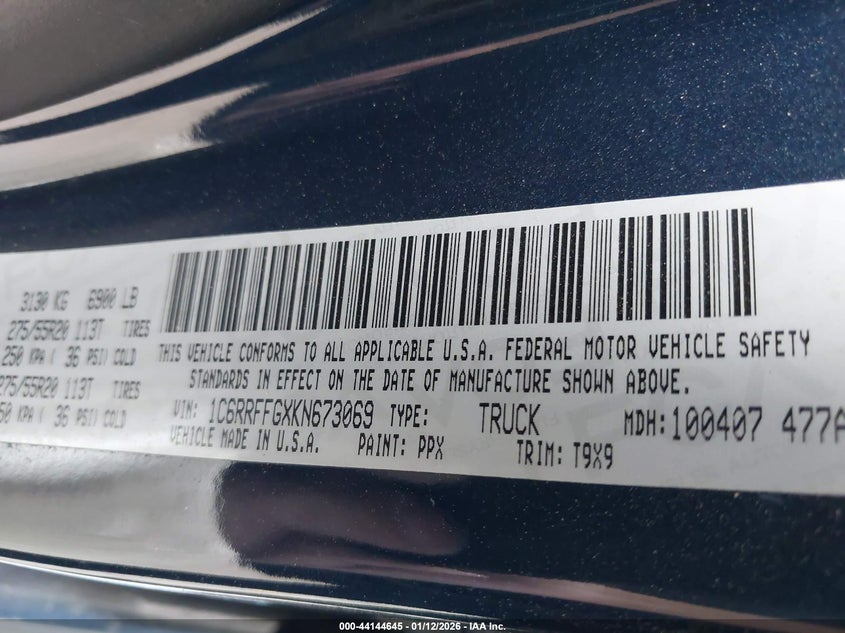 3130 KG 6900 LB
275/55R20 113T TIRES
250 KPA ( 36 PSI) COLD
275/55R20 113T TIRES
50 KPA ( 36 PSI) COLD
THIS VEHICLE CONFORMS TO ALL APPLICABLE U.S.A. FEDERAL MOTOR VEHICLE SAFETY
STANDARDS IN EFFECT ON THE DATE OF MANUFACTURE SHOWN ABOVE.
VIN: 1C6RRFFGXKN673069 TYPE: TRUCK MDH: 100407 477A
VEHICLE MADE IN U.S.A. PAINT: PPX TRIM: T9X9
000-44144645 - 01/12/2026 - IAA Inc.